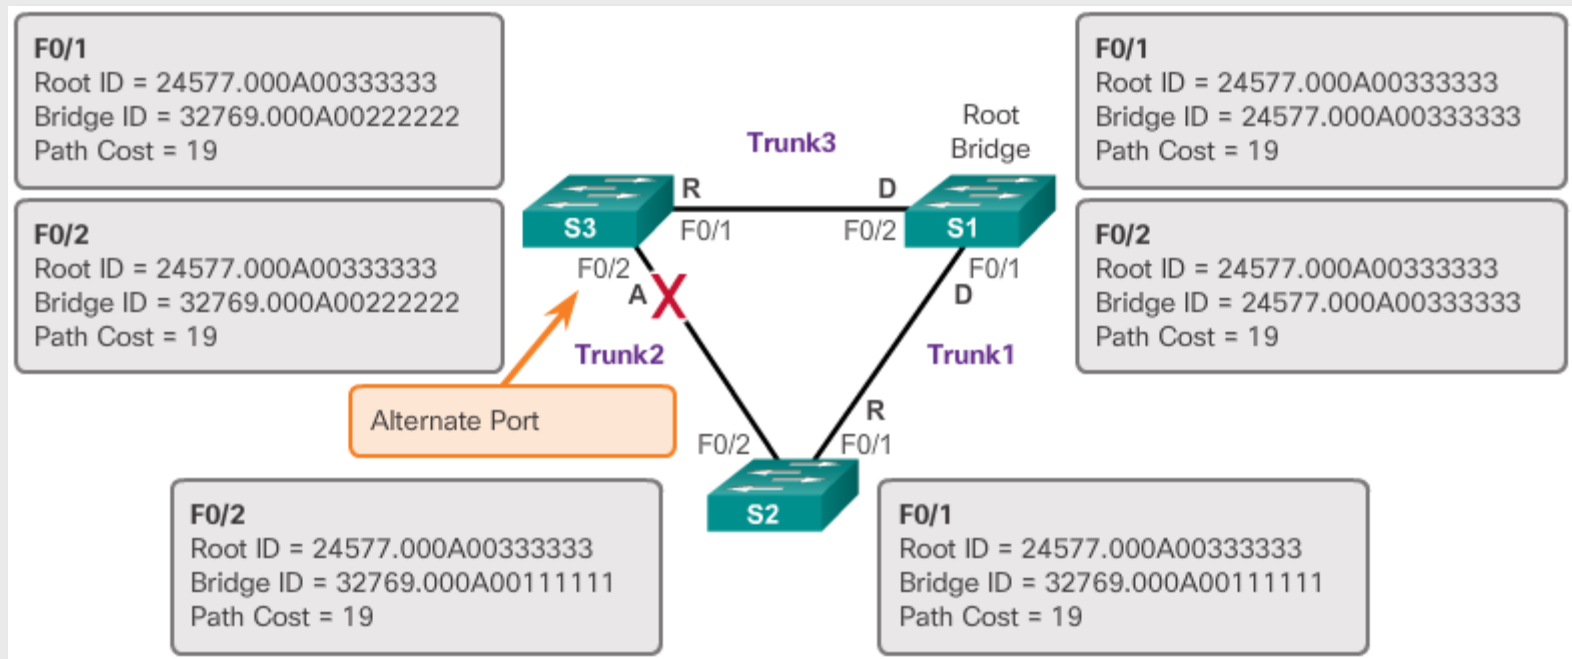 F0/1
Root ID = 24577.000A00333333
Bridge ID = 32769.000A00222222
Path Cost = 19
F0/2
Root ID = 24577.000A00333333
Bridge ID = 32769.000A00222222
Path Cost = 19
Alternate Port
Trunk3
Root
Bridge
R
D
S3
F0/1
F0/2
S1
F0/2
A
F0/1
D
Trunk2
Trunk1
R
F0/2
F0/1
S2
F0/1
Root ID = 24577.000A00333333
Bridge ID = 24577.000A00333333
Path Cost = 19
F0/2
Root ID = 24577.000A00333333
Bridge ID = 24577.000A00333333
Path Cost = 19
F0/2
Root ID = 24577.000A00333333
Bridge ID = 32769.000A00111111
Path Cost = 19
F0/1
Root ID = 24577.000A00333333
Bridge ID = 32769.000A00111111
Path Cost = 19